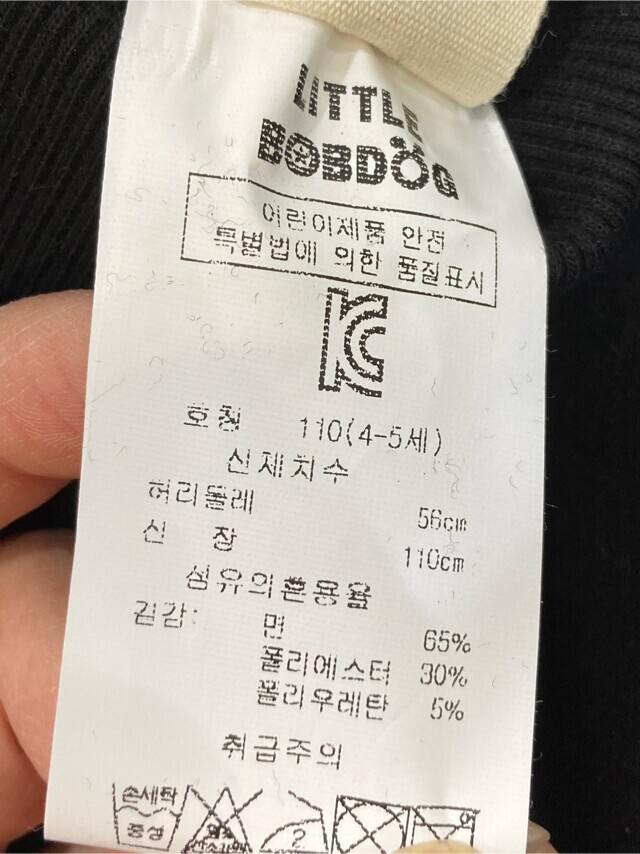 LITTLE
BOBDÖG
어린이제품 안전
특별법에 의한 품질표시
KC
호칭 110(4-5세)
신체치수
허리둘레 56cm
신 장 110cm
섬유의혼용율
겉감: 면 65%
폴리에스터 30%
폴리우레탄 5%
취급주의
손세탁
중성
2